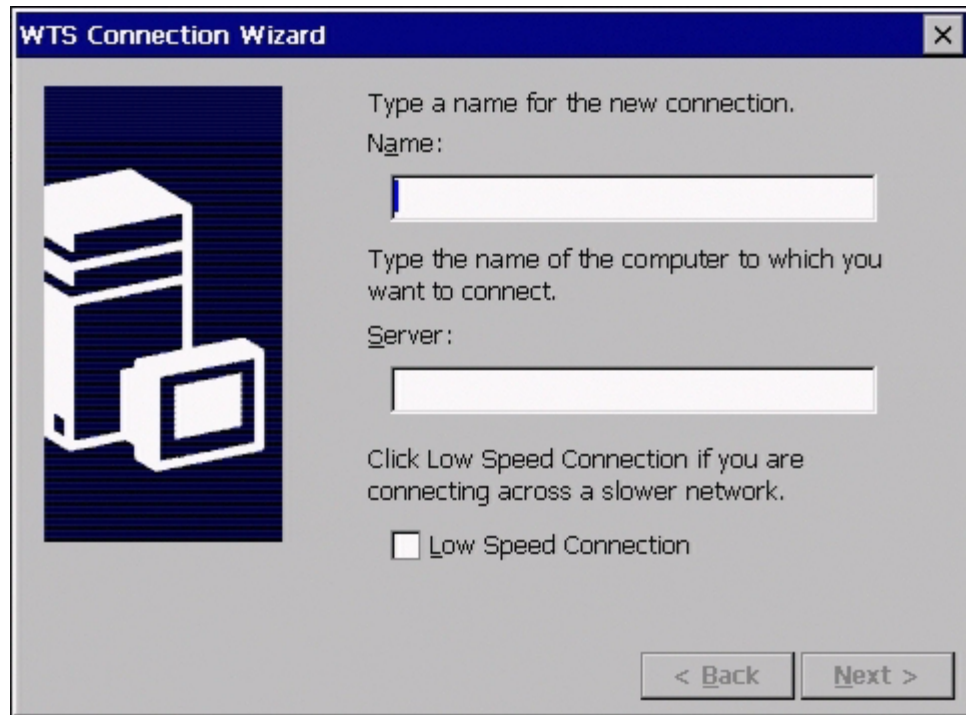 WTS Connection Wizard
Type a name for the new connection.
Name:
Type the name of the computer to which you
want to connect.
Server:
Click Low Speed Connection if you are
connecting across a slower network.
Low Speed Connection
< Back
Next >